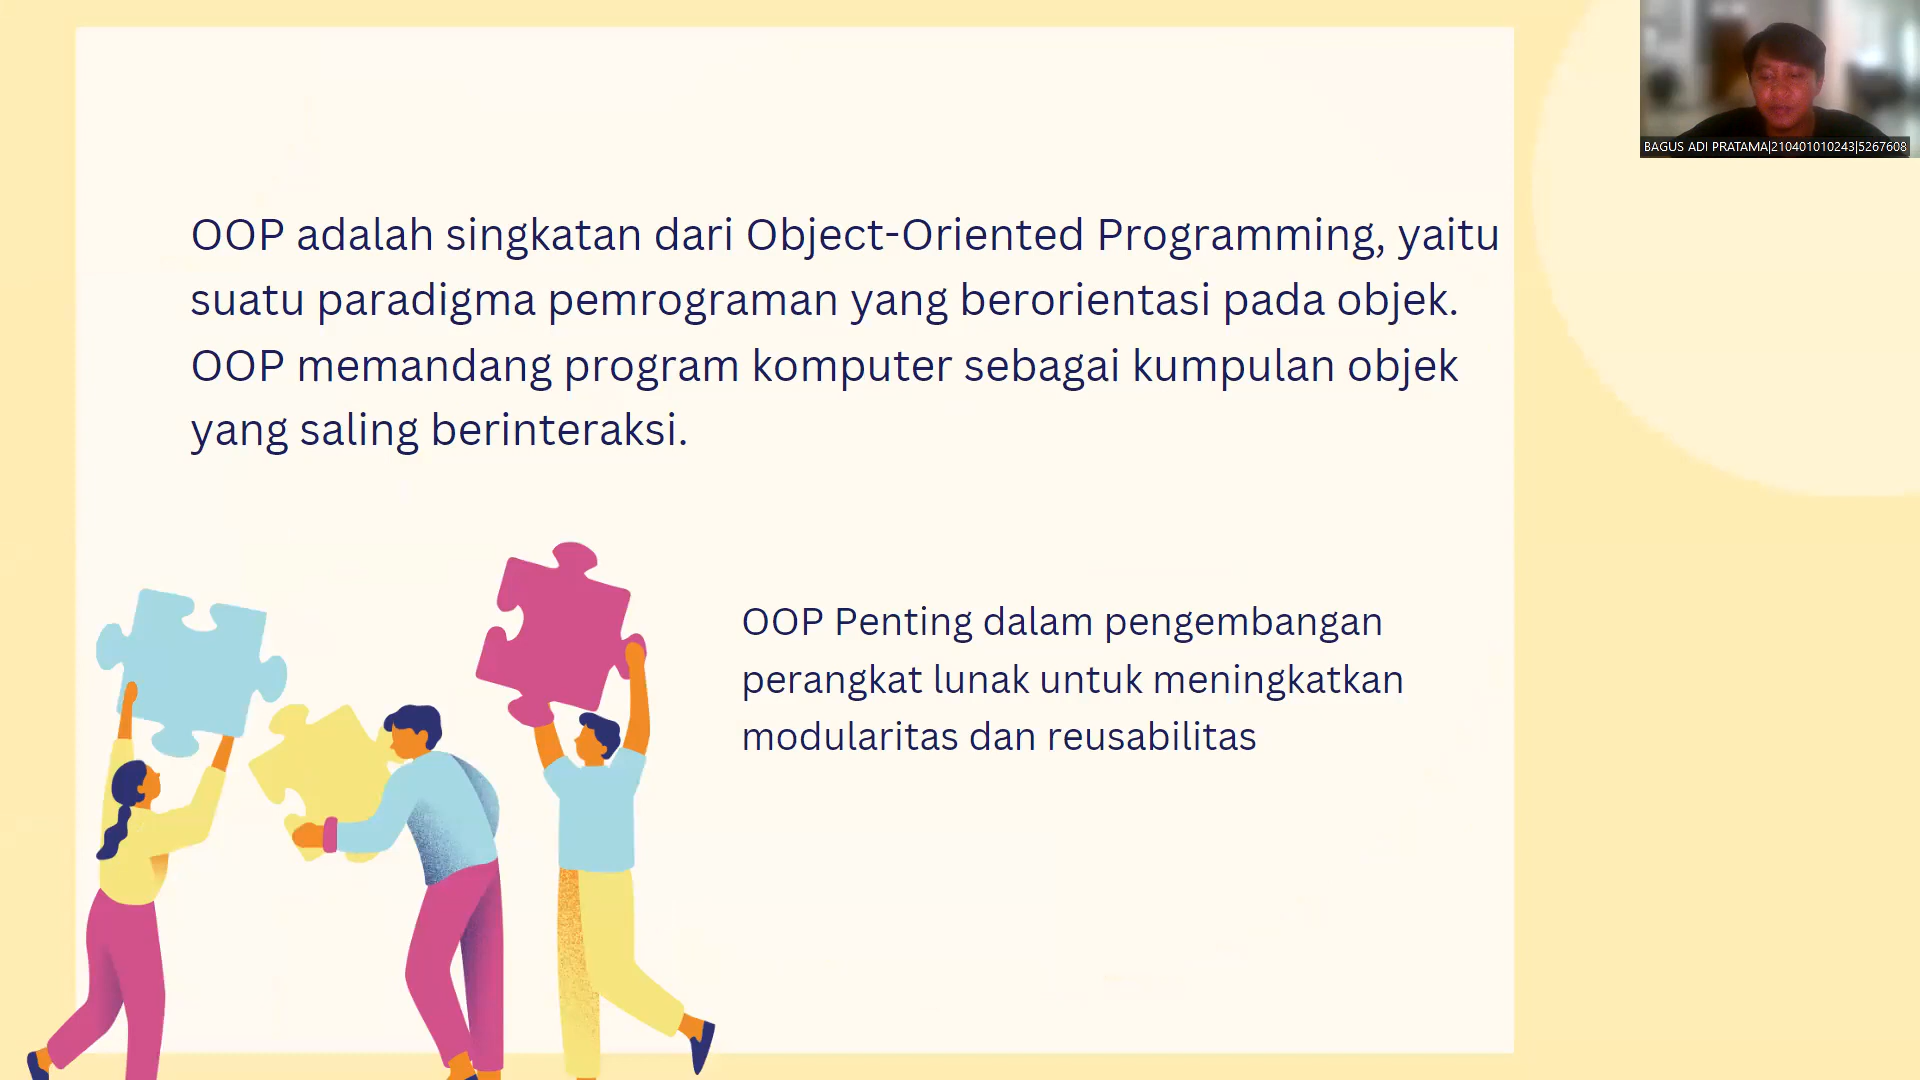 BAGUS ADI PRATAMA|210401010243|5267608
OOP adalah singkatan dari Object-Oriented Programming, yaitu
suatu paradigma pemrograman yang berorientasi pada objek.
OOP memandang program komputer sebagai kumpulan objek
yang saling berinteraksi.
OOP Penting dalam pengembangan
perangkat lunak untuk meningkatkan
modularitas dan reusabilitas